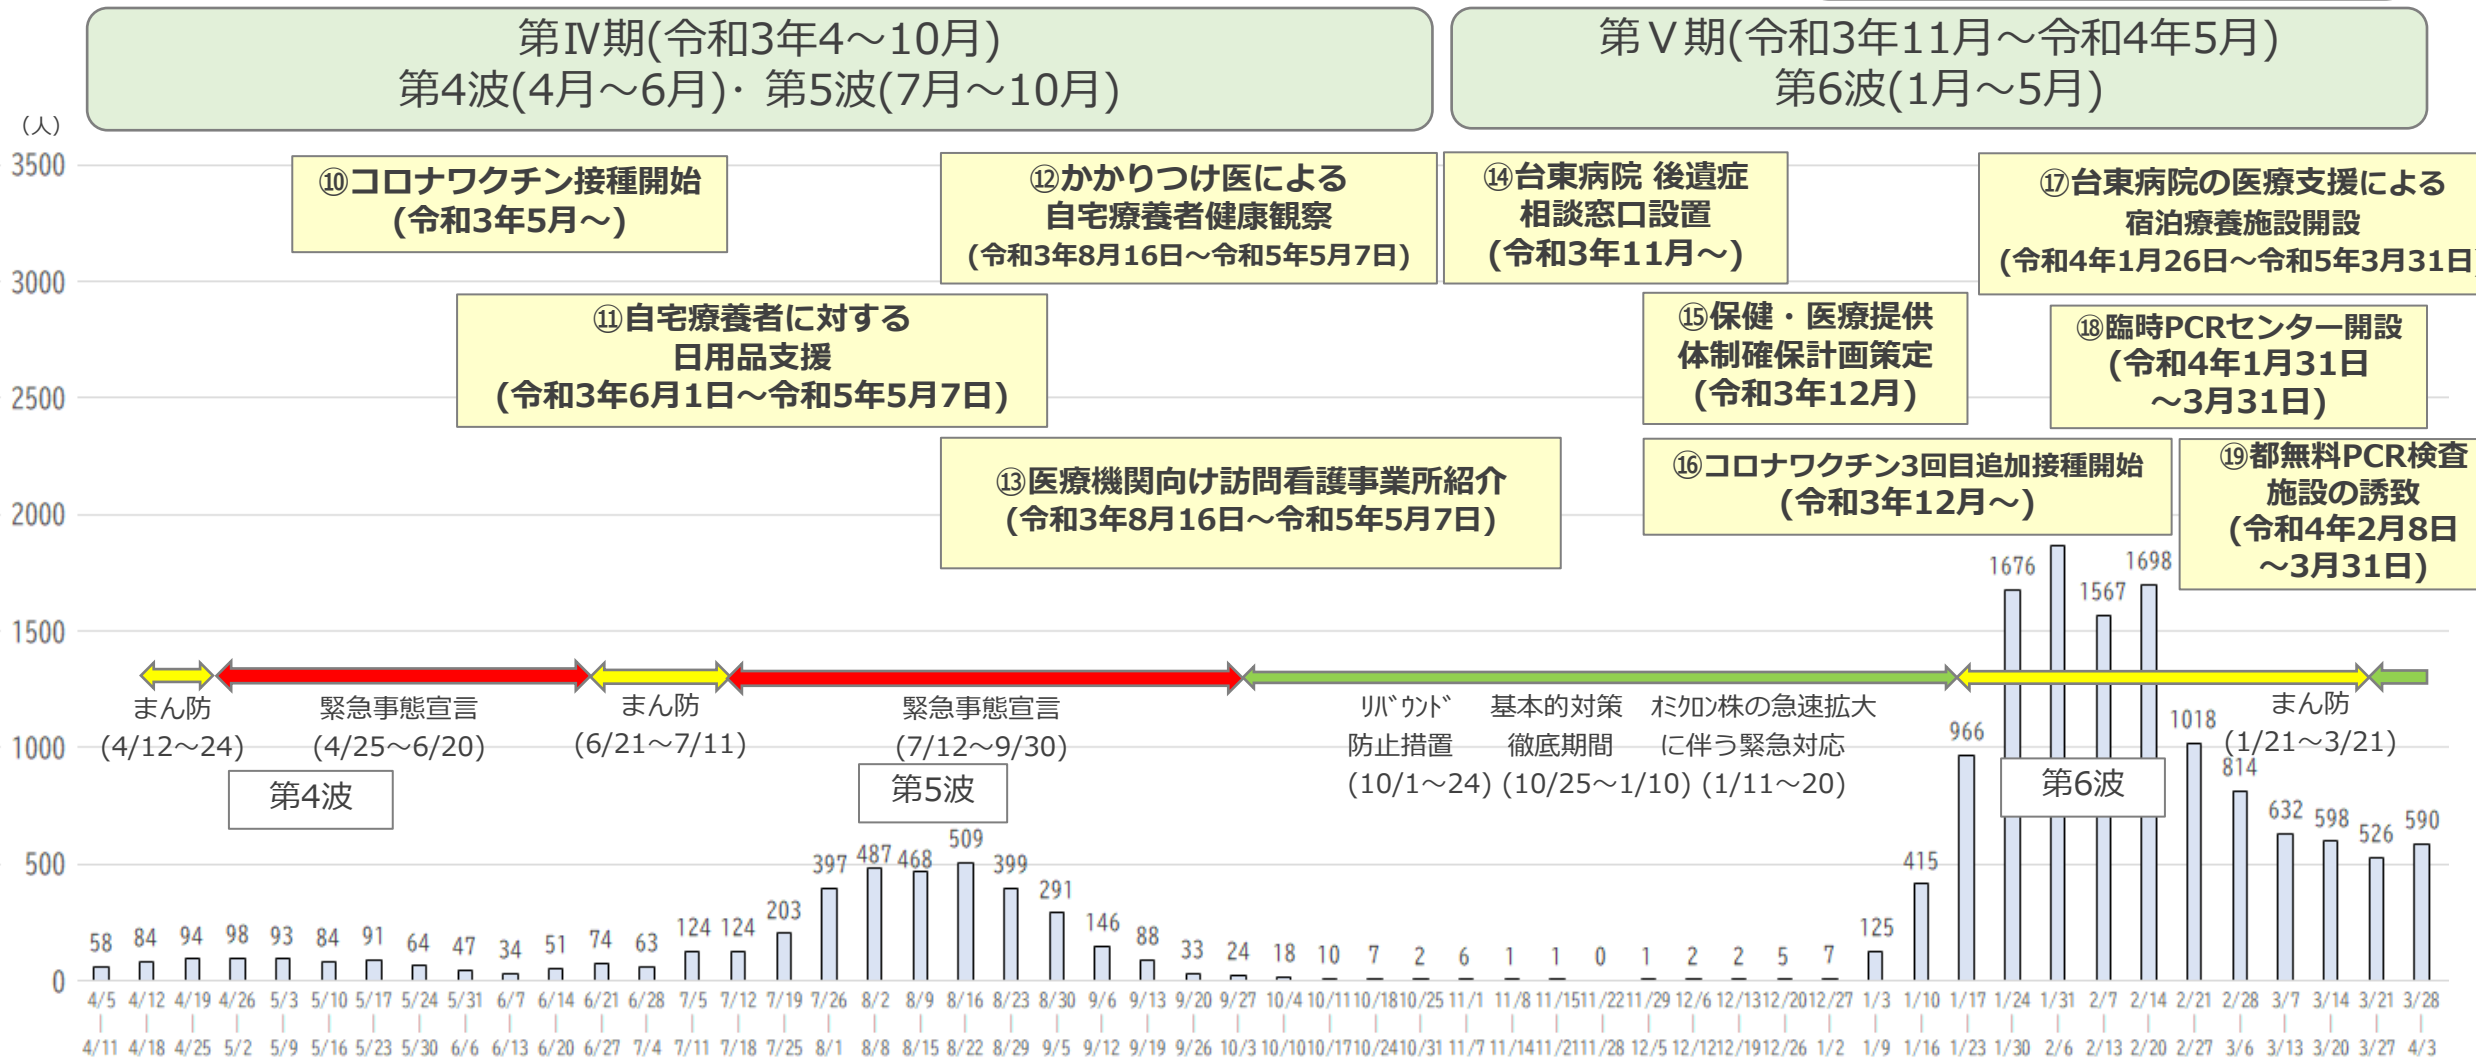 第Ⅳ期(令和3年4～10月)
第4波(4月～6月)・第5波(7月～10月)
第Ⅴ期(令和3年11月～令和4年5月)
第6波(1月～5月)
(人)
3500
3000
2500
2000
1500
1000
500
0
⑩コロナワクチン接種開始
(令和3年5月～)
⑪自宅療養者に対する
日用品支援
(令和3年6月1日～令和5年5月7日)
⑫かかりつけ医による
自宅療養者健康観察
(令和3年8月16日～令和5年5月7日)
⑬医療機関向け訪問看護事業所紹介
(令和3年8月16日～令和5年5月7日)
⑭台東病院 後遺症
相談窓口設置
(令和3年11月～)
⑮保健・医療提供
体制確保計画策定
(令和3年12月)
⑯コロナワクチン3回目追加接種開始
(令和3年12月～)
⑰台東病院の医療支援による
宿泊療養施設開設
(令和4年1月26日～令和5年3月31日)
⑱臨時PCRセンター開設
(令和4年1月31日
～3月31日)
⑲都無料PCR検査
施設の誘致
(令和4年2月8日
～3月31日)
まん防
(4/12～24)
緊急事態宣言
(4/25～6/20)
まん防
(6/21～7/11)
緊急事態宣言
(7/12～9/30)
ﾘﾊﾞｳﾝﾄﾞ
防止措置
(10/1～24)
基本的対策
徹底期間
(10/25～1/10)
ｵﾐｸﾛﾝ株の急速拡大
に伴う緊急対応
(1/11～20)
まん防
(1/21～3/21)
第4波
第5波
第6波
58 84 94 98 93 84 91 64 47 34 51 74 63 124 124 203 397 487 468 509 399 291 146 88 33 24 18 10 7 2 6 1 1 0 1 2 2 5 7 125 415 966 1676 1567 1698 1018 814 632 598 526 590
4/5 4/12 4/19 4/26 5/3 5/10 5/17 5/24 5/31 6/7 6/14 6/21 6/28 7/5 7/12 7/19 7/26 8/2 8/9 8/16 8/23 8/30 9/6 9/13 9/20 9/27 10/4 10/11 10/18 10/25 11/1 11/8 11/15 11/22 11/29 12/6 12/13 12/20 12/27 1/3 1/10 1/17 1/24 1/31 2/7 2/14 2/21 2/28 3/7 3/14 3/21 3/28
4/11 4/18 4/25 5/2 5/9 5/16 5/23 5/30 6/6 6/13 6/20 6/27 7/4 7/11 7/18 7/25 8/1 8/8 8/15 8/22 8/29 9/5 9/12 9/19 9/26 10/3 10/10 10/17 10/24 10/31 11/7 11/14 11/21 11/28 12/5 12/12 12/19 12/26 1/2 1/9 1/16 1/23 1/30 2/6 2/13 2/20 2/27 3/6 3/13 3/20 3/27 4/3